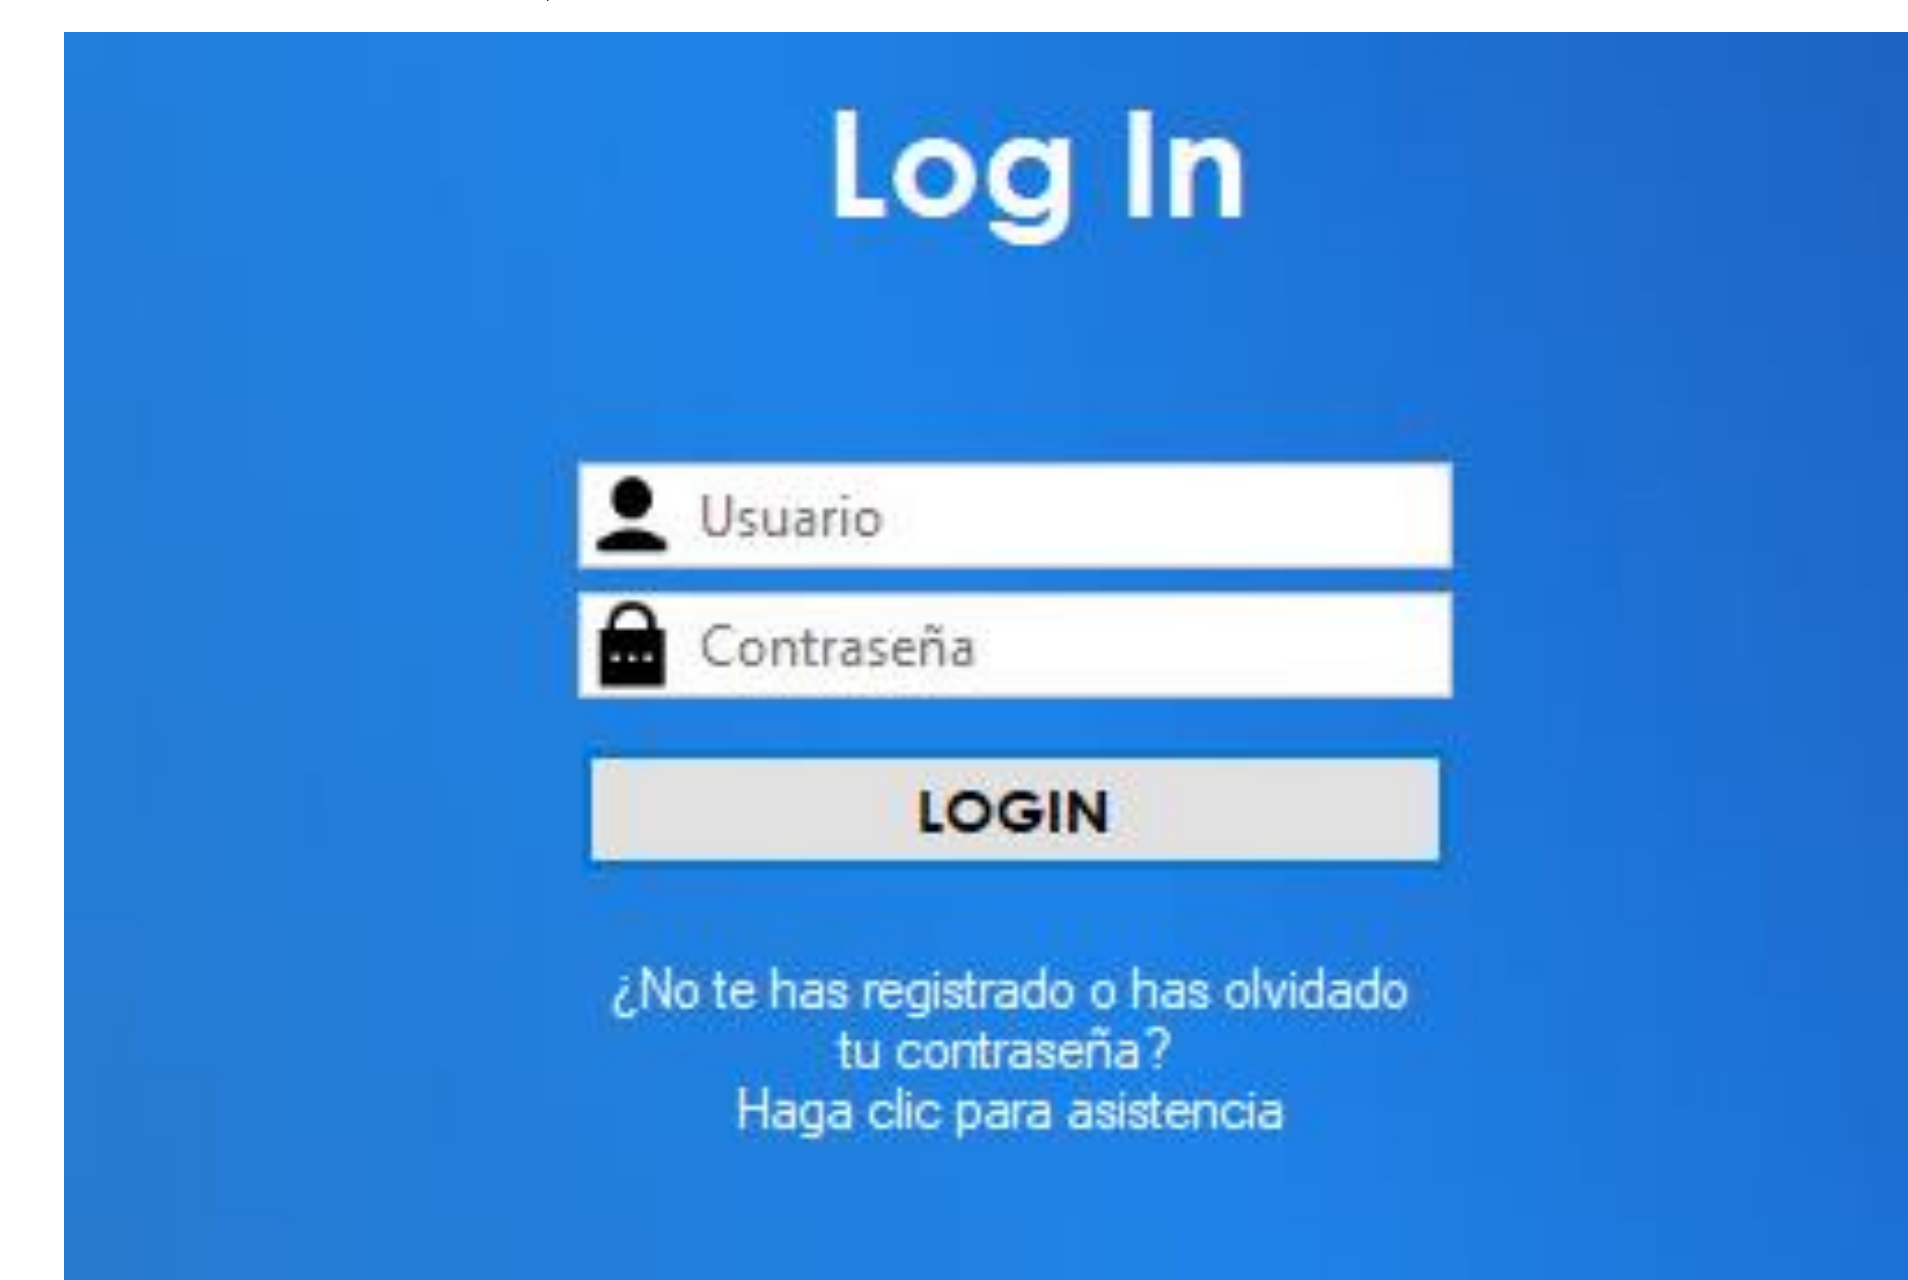 Log In
Usuario
Contraseña
LOGIN
¿No te has registrado o has olvidado
tu contraseña?
Haga clic para asistencia